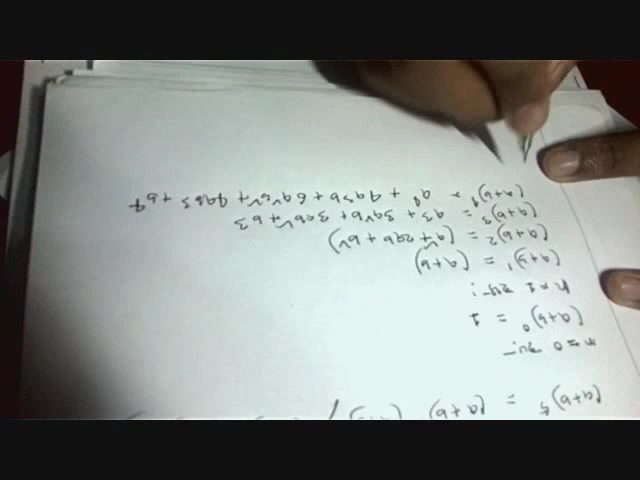 (a+b)⁵ = (a+b)
n=0
(a+b)⁰ = 1
n=1
(a+b)¹ = (a+b)
(a+b)² = (a²+2ab+b²)
(a+b)³ = a³+3a²b+3ab²+b³
(a+b)⁴ = a⁴+4a³b+6a²b²+4ab³+b⁴